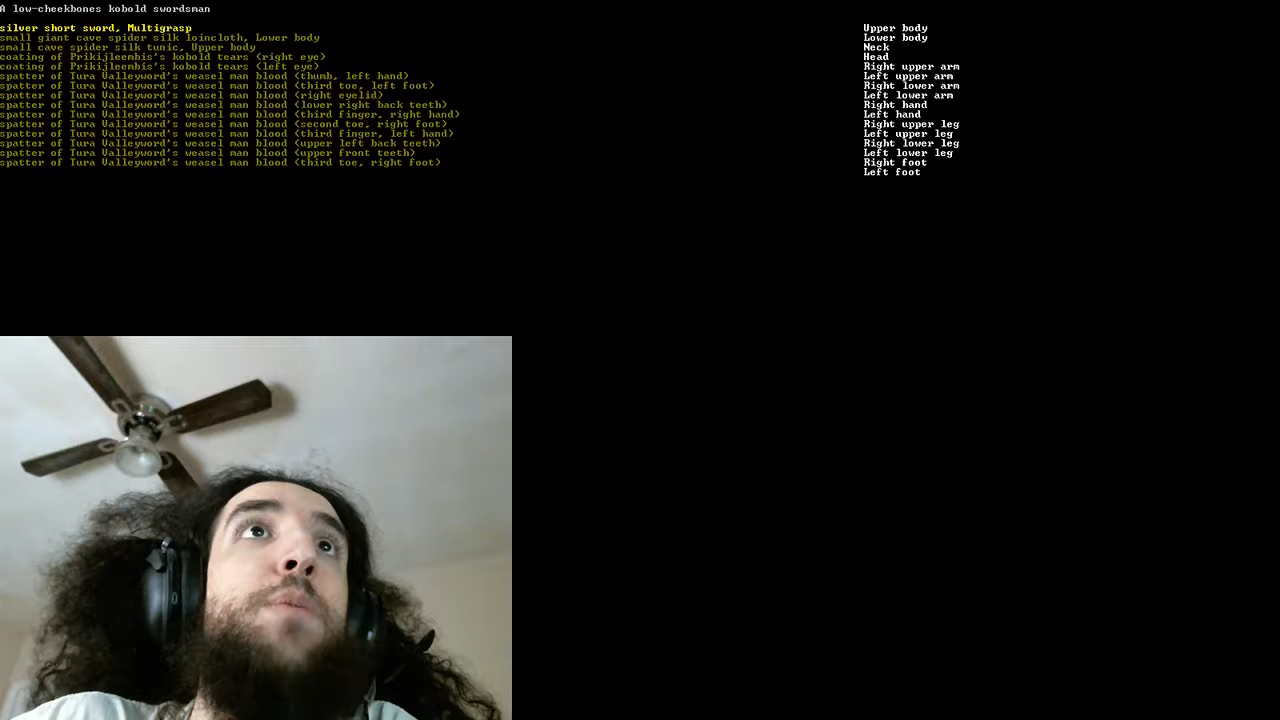 A low-cheekbones kobold swordsman
silver short sword, Multigrasp
small giant cave spider silk loincloth, Lower body
small cave spider silk tunic, Upper body
coating of Prikijleembis's kobold tears (right eye)
coating of Prikijleembis's kobold tears (left eye)
spatter of Tura Valleyword's weasel man blood (thumb, left hand)
spatter of Tura Valleyword's weasel man blood (third toe, left foot)
spatter of Tura Valleyword's weasel man blood (right eyelid)
spatter of Tura Valleyword's weasel man blood (lower right back teeth)
spatter of Tura Valleyword's weasel man blood (third finger, right hand)
spatter of Tura Valleyword's weasel man blood (second toe, right foot)
spatter of Tura Valleyword's weasel man blood (third finger, left hand)
spatter of Tura Valleyword's weasel man blood (upper left back teeth)
spatter of Tura Valleyword's weasel man blood (upper front teeth)
spatter of Tura Valleyword's weasel man blood (third toe, right foot)
Upper body
Lower body
Neck
Head
Right upper arm
Left upper arm
Right lower arm
Left lower arm
Right hand
Left hand
Right upper leg
Left upper leg
Right lower leg
Left lower leg
Right foot
Left foot